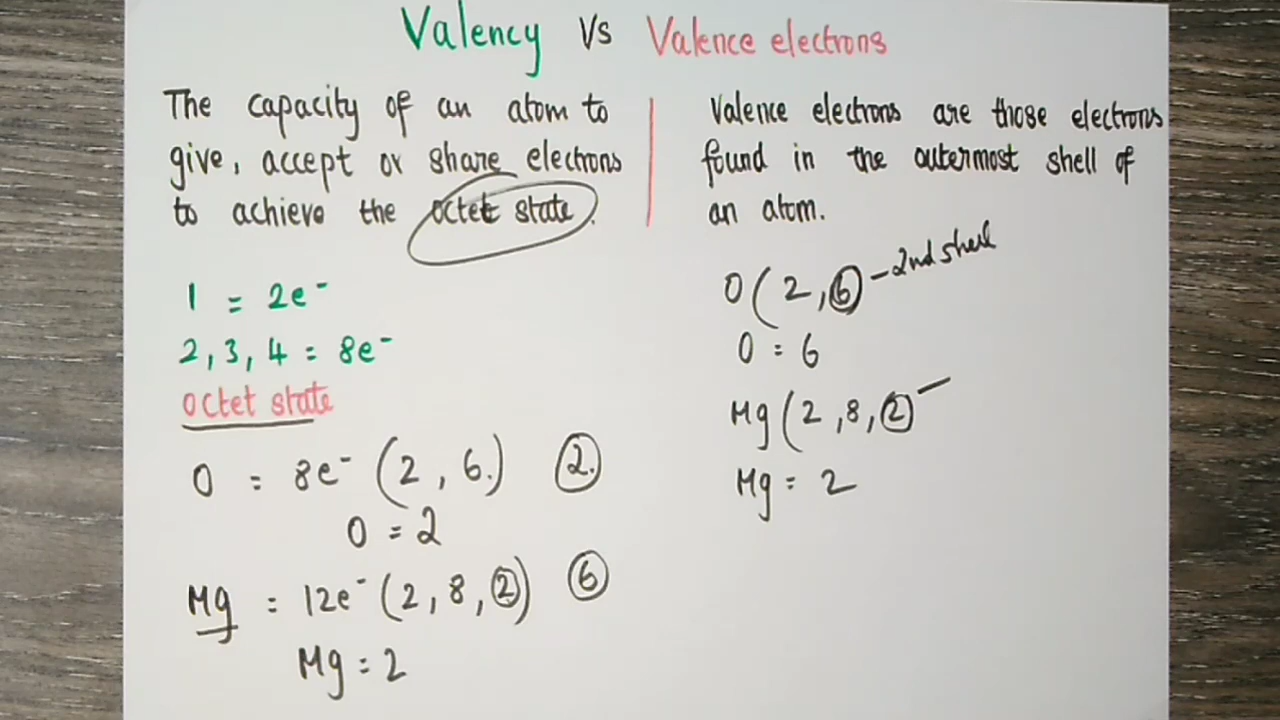 Valency Vs Valence electrons
The capacity of an atom to
give, accept or share electrons
to achieve the octet state.
1 = 2e⁻
2, 3, 4 = 8e⁻
octet state
O = 8e⁻ (2, 6.) 2.
O = 2
Mg = 12e⁻ (2, 8, 2) 6
Mg = 2
Valence electrons are those electrons
found in the outermost shell of
an atom.
O (2, 6 - 2nd shell
O = 6
Mg (2, 8, 2 -
Mg = 2